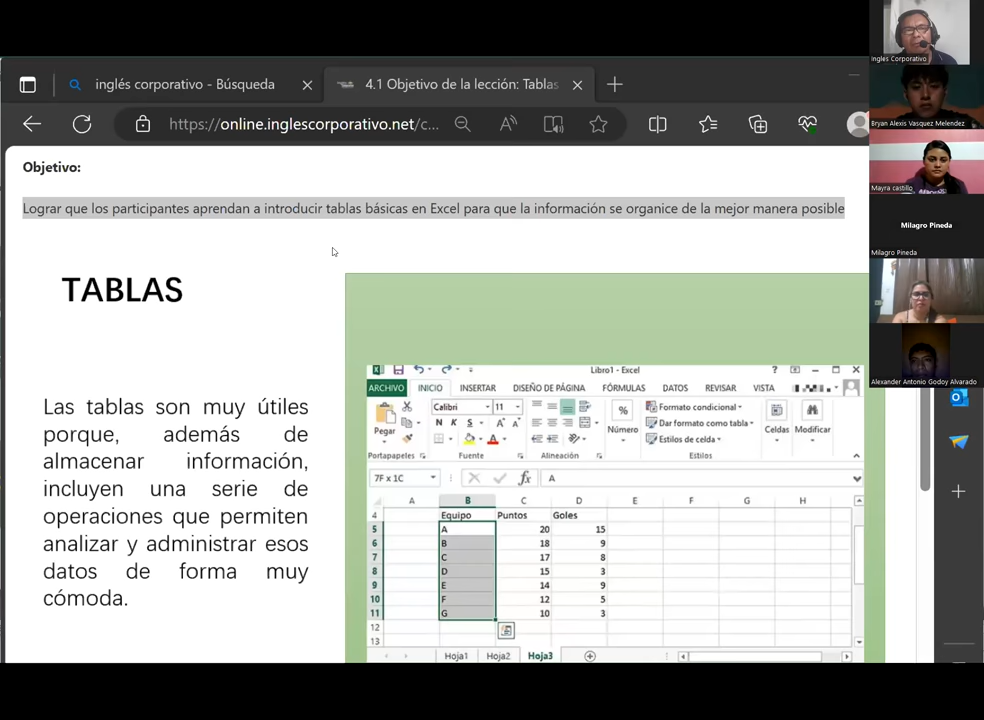 inglés corporativo - Búsqueda
4.1 Objetivo de la lección: Tablas
https://online.inglescorporativo.net/c...
Objetivo:
Lograr que los participantes aprendan a introducir tablas básicas en Excel para que la información se organice de la mejor manera posible
TABLAS
Las tablas son muy útiles
porque, además de
almacenar información,
incluyen una serie de
operaciones que permiten
analizar y administrar esos
datos de forma muy
cómoda.
Libro1 - Excel
ARCHIVO INICIO INSERTAR DISEÑO DE PÁGINA FÓRMULAS DATOS REVISAR VISTA
Pegar
Calibri 11
N K S
%
Número
Formato condicional
Dar formato como tabla
Estilos de celda
Celdas
Modificar
Portapapeles Fuente Alineación Estilos
7F x 1C fx A
A B C D E F G H
4 Equipo Puntos Goles
5 A 20 15
6 B 18 9
7 C 17 8
8 D 15 3
9 E 14 9
10 F 12 5
11 G 10 3
12
13
Hoja1 Hoja2 Hoja3
Ingles Corporativo
Bryan Alexis Vasquez Melendez
Mayra castillo
Milagro Pineda
Milagro Pineda
Alexander Antonio Godoy Alvarado